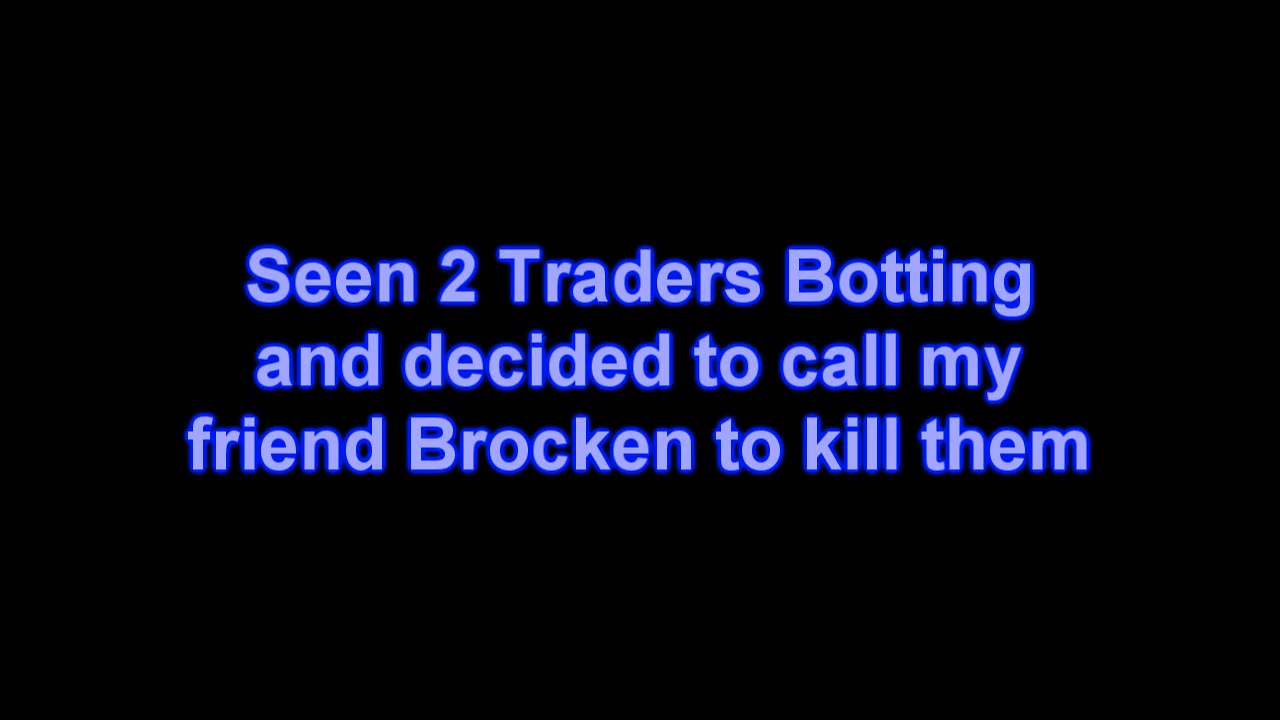 Seen 2 Traders Botting
and decided to call my
friend Brocken to kill them